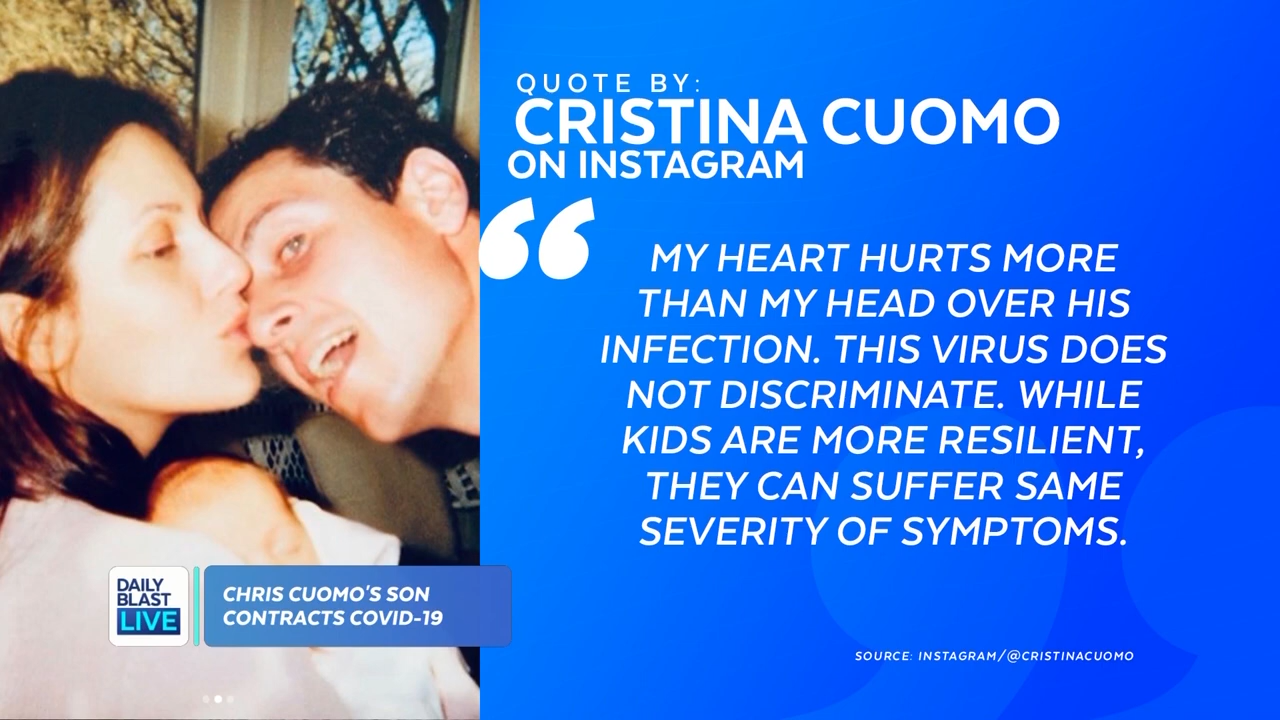 QUOTE BY:
CRISTINA CUOMO
ON INSTAGRAM
“
MY HEART HURTS MORE
THAN MY HEAD OVER HIS
INFECTION. THIS VIRUS DOES
NOT DISCRIMINATE. WHILE
KIDS ARE MORE RESILIENT,
THEY CAN SUFFER SAME
SEVERITY OF SYMPTOMS.
DAILY
BLAST
LIVE
CHRIS CUOMO'S SON
CONTRACTS COVID-19
SOURCE: INSTAGRAM/@CRISTINACUOMO